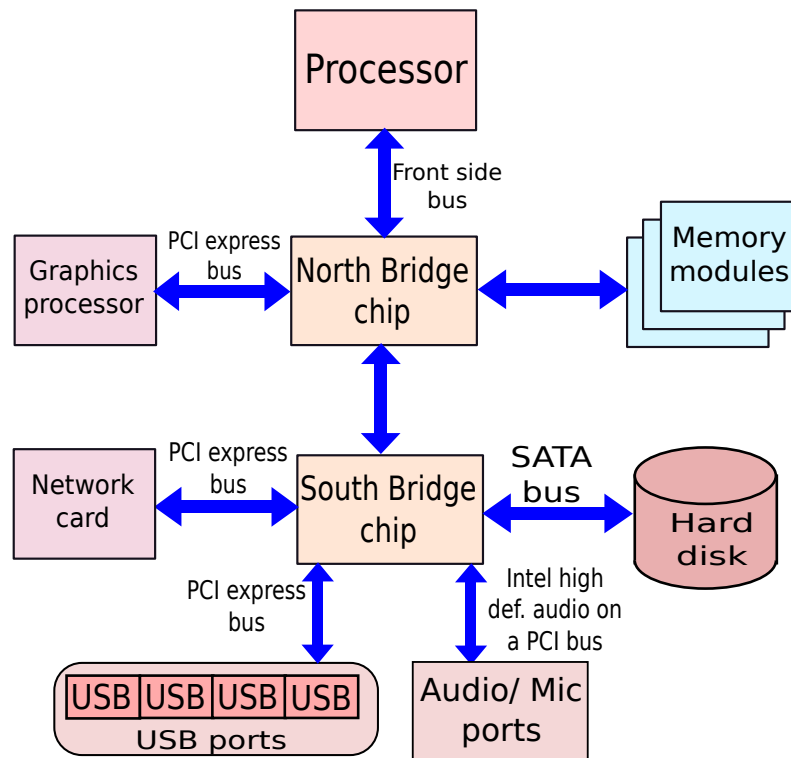 Processor
Front side
bus
PCI express
bus
Graphics
processor
North Bridge
chip
Memory
modules
PCI express
bus
Network
card
South Bridge
chip
SATA
bus
Hard
disk
PCI express
bus
Intel high
def. audio on
a PCI bus
USB USB USB USB
USB ports
Audio/ Mic
ports